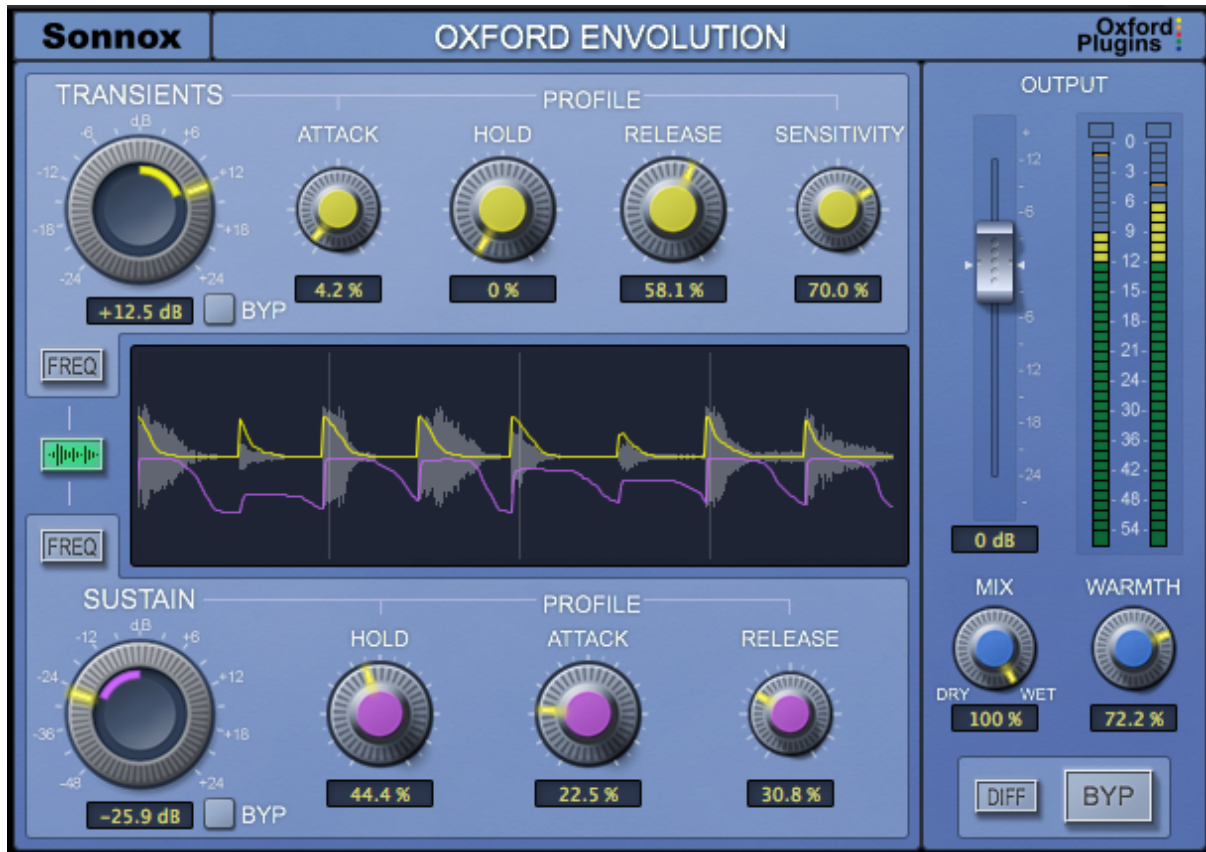 Sonnox
OXFORD ENVOLUTION
Oxford
Plugins
TRANSIENTS
PROFILE
ATTACK HOLD RELEASE SENSITIVITY
dB
-6 +6
-12 +12
-18 +18
-24 +24
4.2 % 0 % 58.1 % 70.0 %
+12.5 dB BYP
FREQ
FREQ
SUSTAIN
PROFILE
HOLD ATTACK RELEASE
dB
-12 +6
-24 +12
-36 +18
-48 +24
44.4 % 22.5 % 30.8 %
-25.9 dB BYP
OUTPUT
+
-12
-
-6
-6
-
-12
-
-18
-
-24
-
0 dB
- 0 -
- 3 -
- 6 -
- 9 -
- 12 -
- 15 -
- 18 -
- 21 -
- 24 -
- 30 -
- 36 -
- 42 -
- 48 -
- 54 -
MIX WARMTH
DRY WET
100 % 72.2 %
DIFF BYP